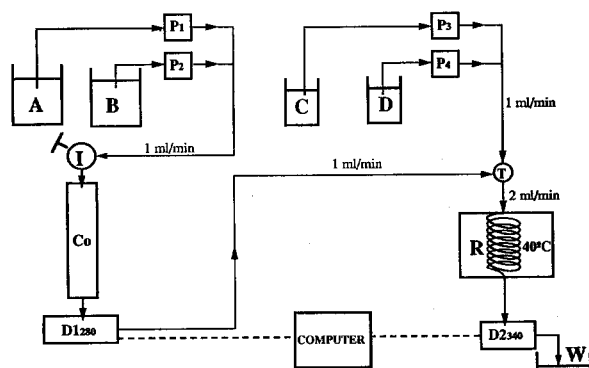 P1
P2
P3
P4
A
B
C
D
1 ml/min
I
1 ml/min
1 ml/min
T
2 ml/min
Co
R
40ºC
D1280
COMPUTER
D2340
W